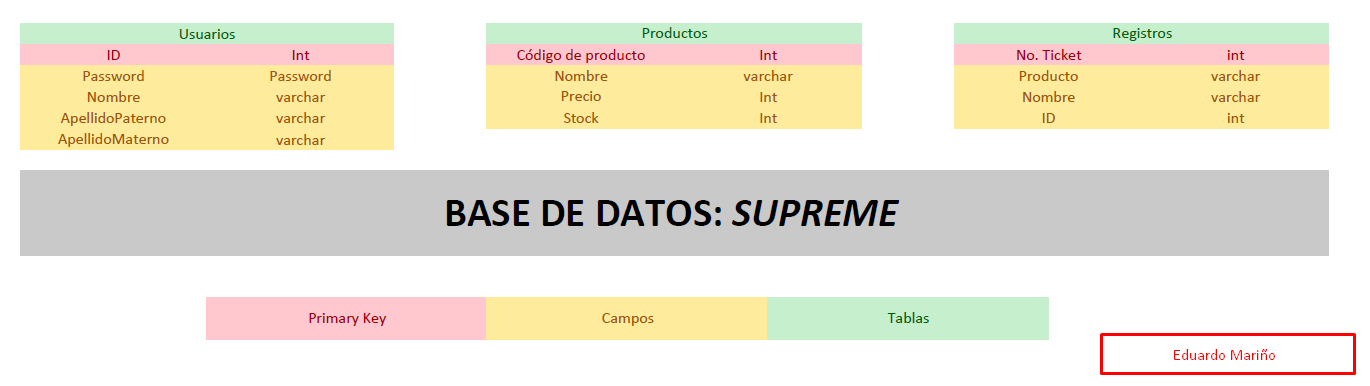 Usuarios
ID Int
Password Password
Nombre varchar
ApellidoPaterno varchar
ApellidoMaterno varchar
Productos
Código de producto Int
Nombre varchar
Precio Int
Stock Int
Registros
No. Ticket int
Producto varchar
Nombre varchar
ID int
BASE DE DATOS: SUPREME
Primary Key Campos Tablas
Eduardo Mariño